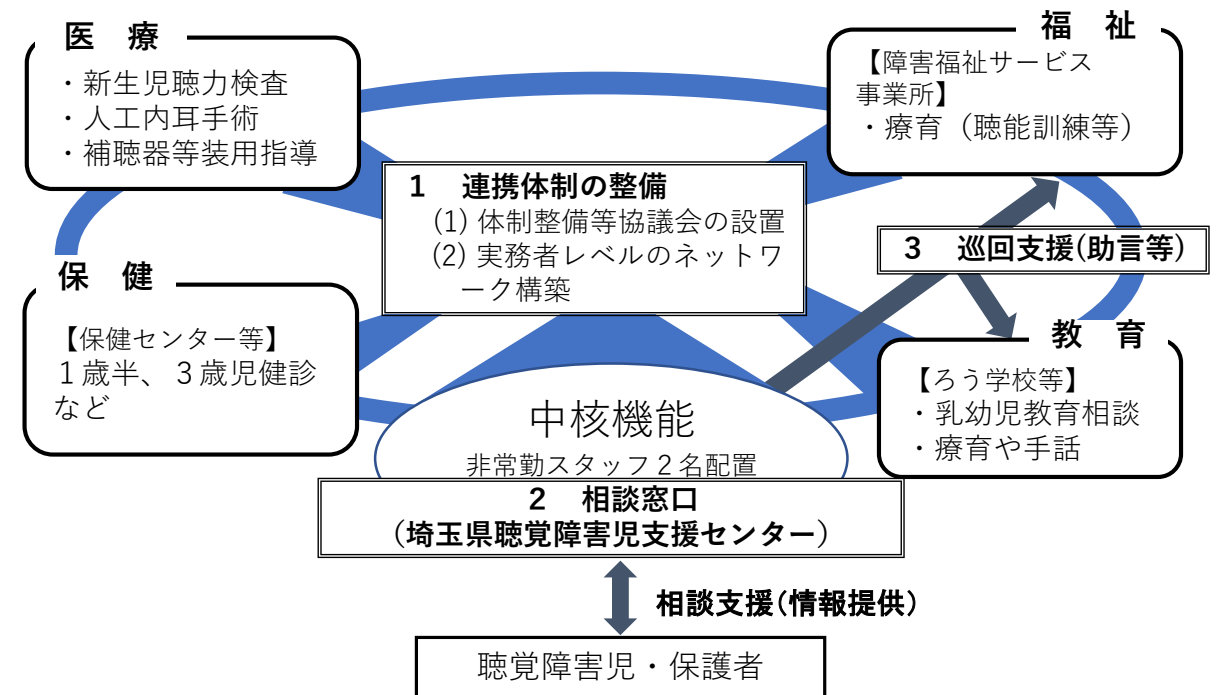 医　療
・新生児聴力検査
・人工内耳手術
・補聴器等装用指導
福　祉
【障害福祉サービス
事業所】
・療育（聴能訓練等）
1　連携体制の整備
(1) 体制整備等協議会の設置
(2) 実務者レベルのネットワ
ーク構築
3　巡回支援(助言等)
保　健
【保健センター等】
１歳半、３歳児健診
など
教　育
【ろう学校等】
・乳幼児教育相談
・療育や手話
中核機能
非常勤スタッフ２名配置
2　相談窓口
（埼玉県聴覚障害児支援センター）
相談支援(情報提供)
聴覚障害児・保護者